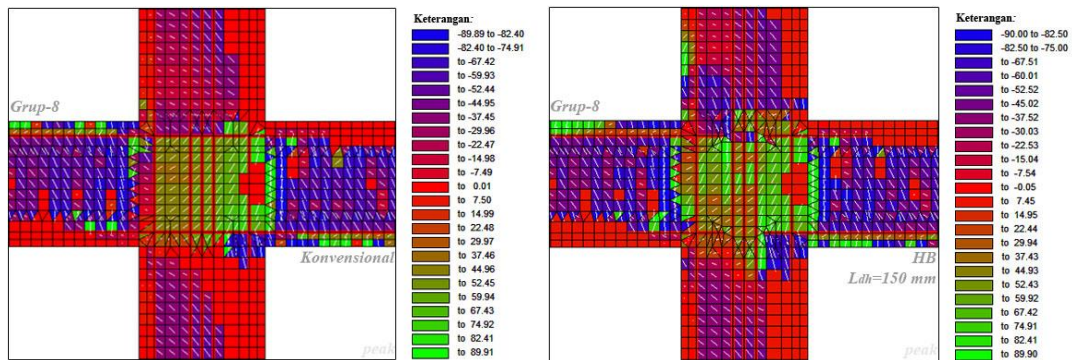 Keterangan:
-89.89 to -82.40
-82.40 to -74.91
to -67.42
to -59.93
to -52.44
to -44.95
to -37.45
to -29.96
to -22.47
to -14.98
to -7.49
to 0.01
to 7.50
to 14.99
to 22.48
to 29.97
to 37.46
to 44.96
to 52.45
to 59.94
to 67.43
to 74.92
to 82.41
to 89.91
Grup-8
Konvensional
peak
Keterangan:
-90.00 to -82.50
-82.50 to -75.00
to -67.51
to -60.01
to -52.52
to -45.02
to -37.52
to -30.03
to -22.53
to -15.04
to -7.54
to -0.05
to 7.45
to 14.95
to 22.44
to 29.94
to 37.43
to 44.93
to 52.43
to 59.92
to 67.42
to 74.91
to 82.41
to 89.90
Grup-8
HB
Ldh=150 mm
peak